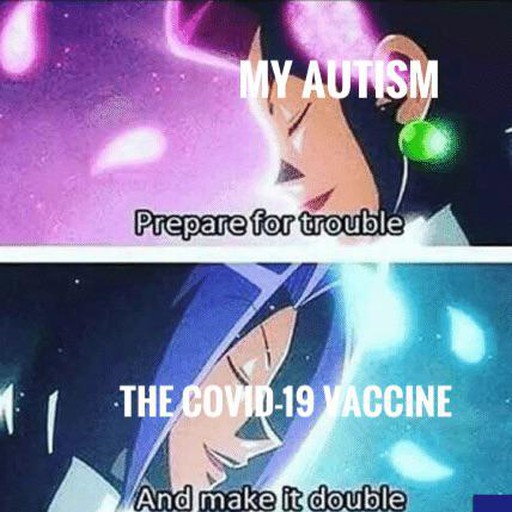 MY AUTISM
Prepare for trouble
THE COVID-19 VACCINE
And make it double